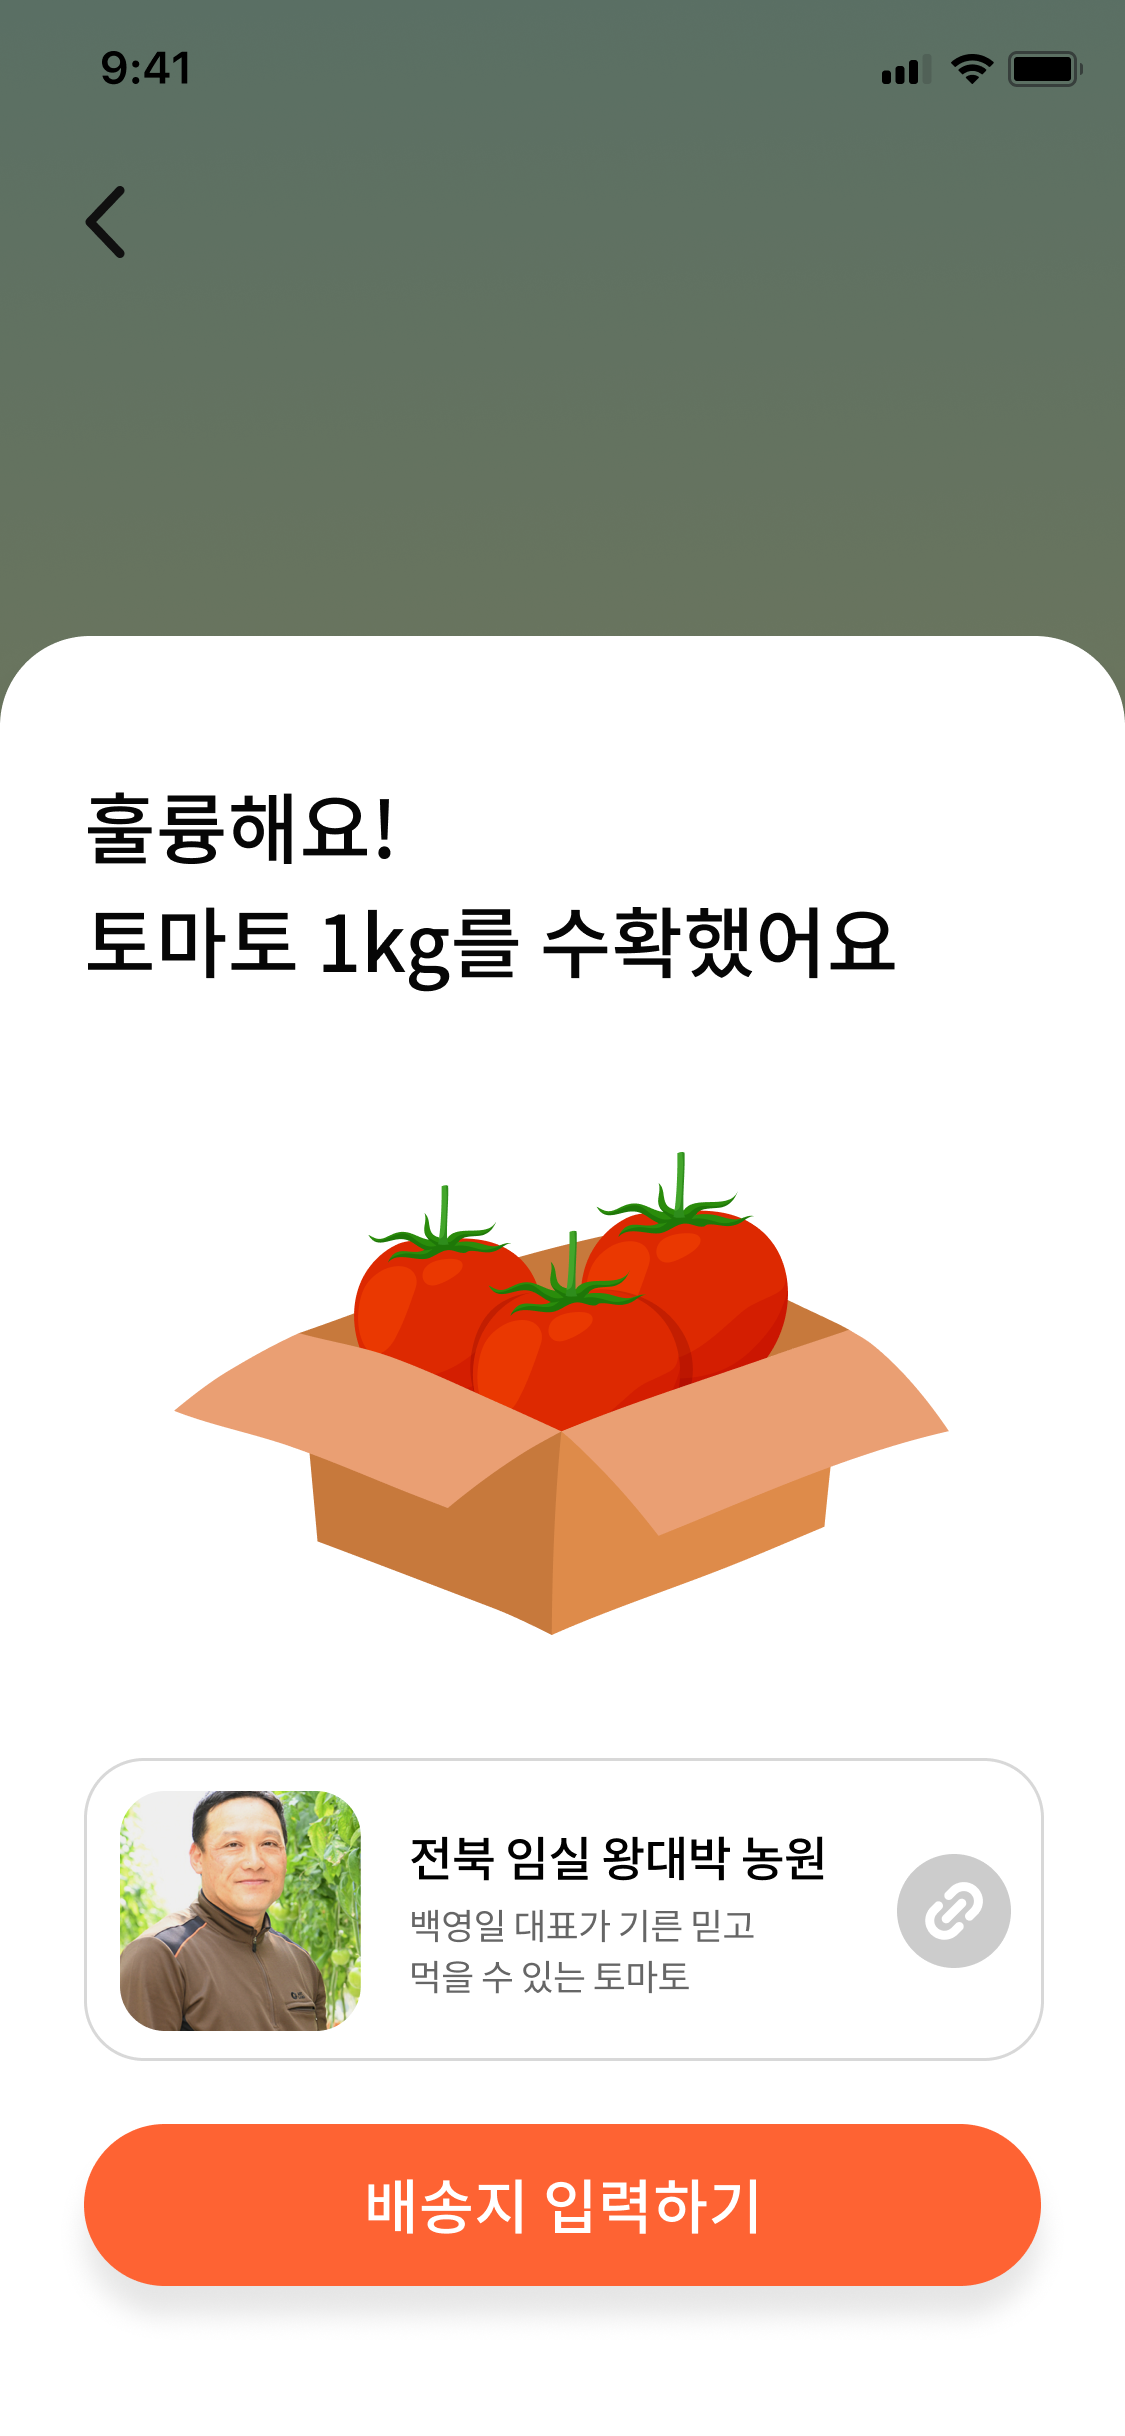 9:41
훌륭해요!
토마토 1kg를 수확했어요
전북 임실 왕대박 농원
백영일 대표가 기른 믿고
먹을 수 있는 토마토
배송지 입력하기